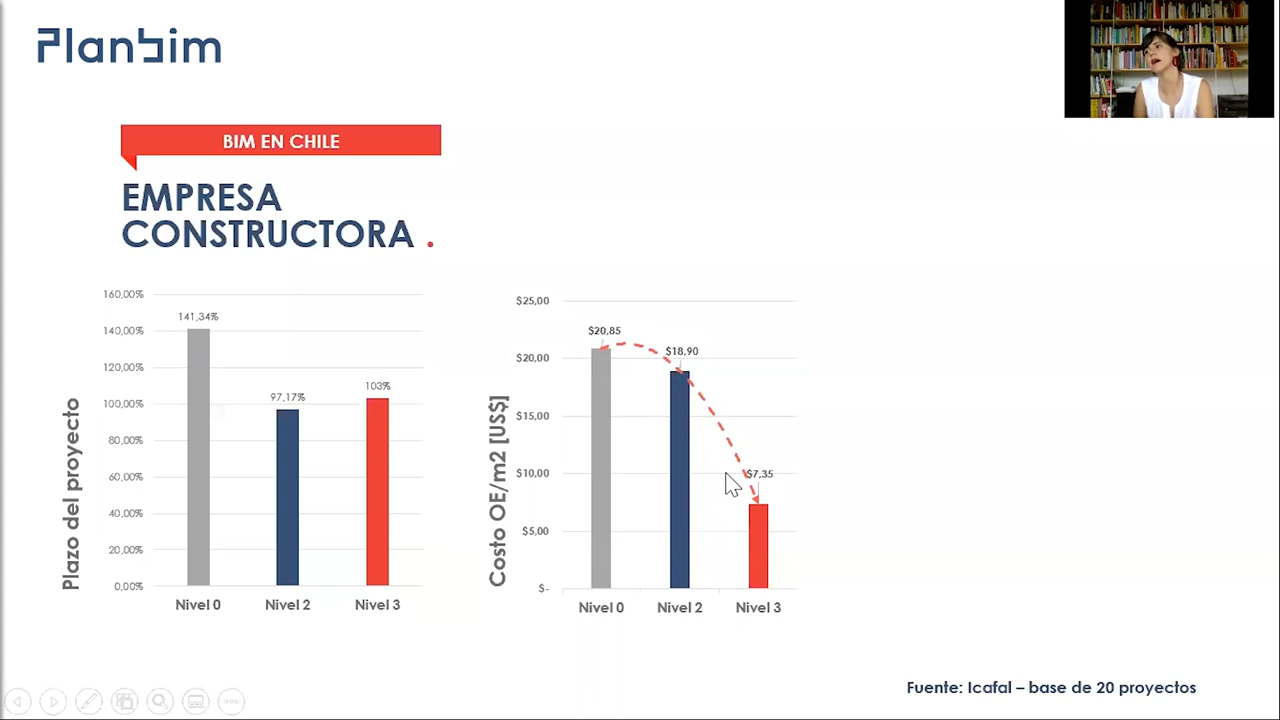 Planbim
BIM EN CHILE
EMPRESA
CONSTRUCTORA .
Plazo del proyecto
160,00%
140,00%
120,00%
100,00%
80,00%
60,00%
40,00%
20,00%
0,00%
141,34%
97,17%
103%
Nivel 0
Nivel 2
Nivel 3
Costo OE/m2 [US$]
$25,00
$20,00
$15,00
$10,00
$5,00
$-
$20,85
$18,90
$7,35
Nivel 0
Nivel 2
Nivel 3
Fuente: Icafal – base de 20 proyectos